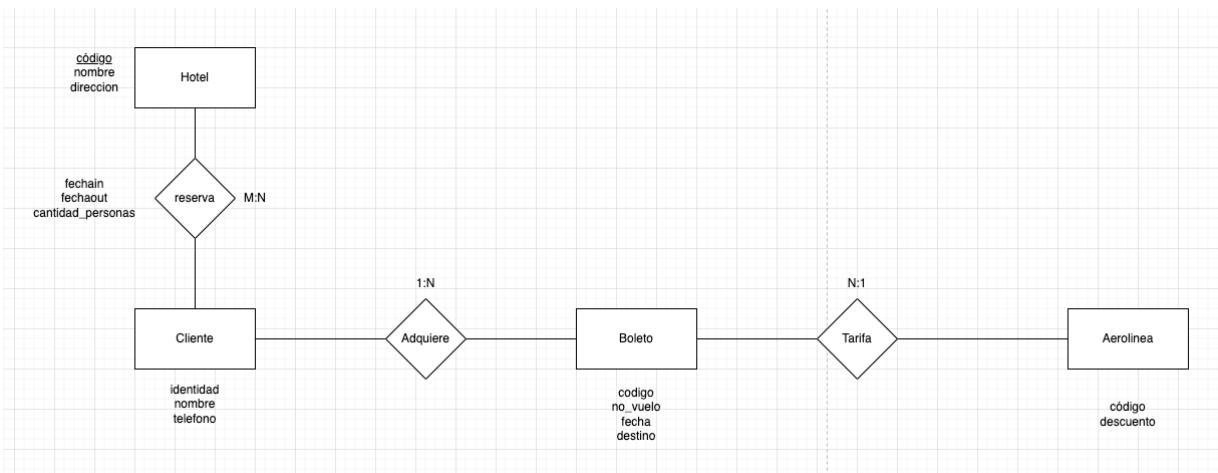 código
nombre
direccion
Hotel
fechain
fechaout
cantidad_personas
reserva
M:N
1:N
N:1
Cliente
Adquiere
Boleto
Tarifa
Aerolinea
identidad
nombre
telefono
codigo
no_vuelo
fecha
destino
código
descuento